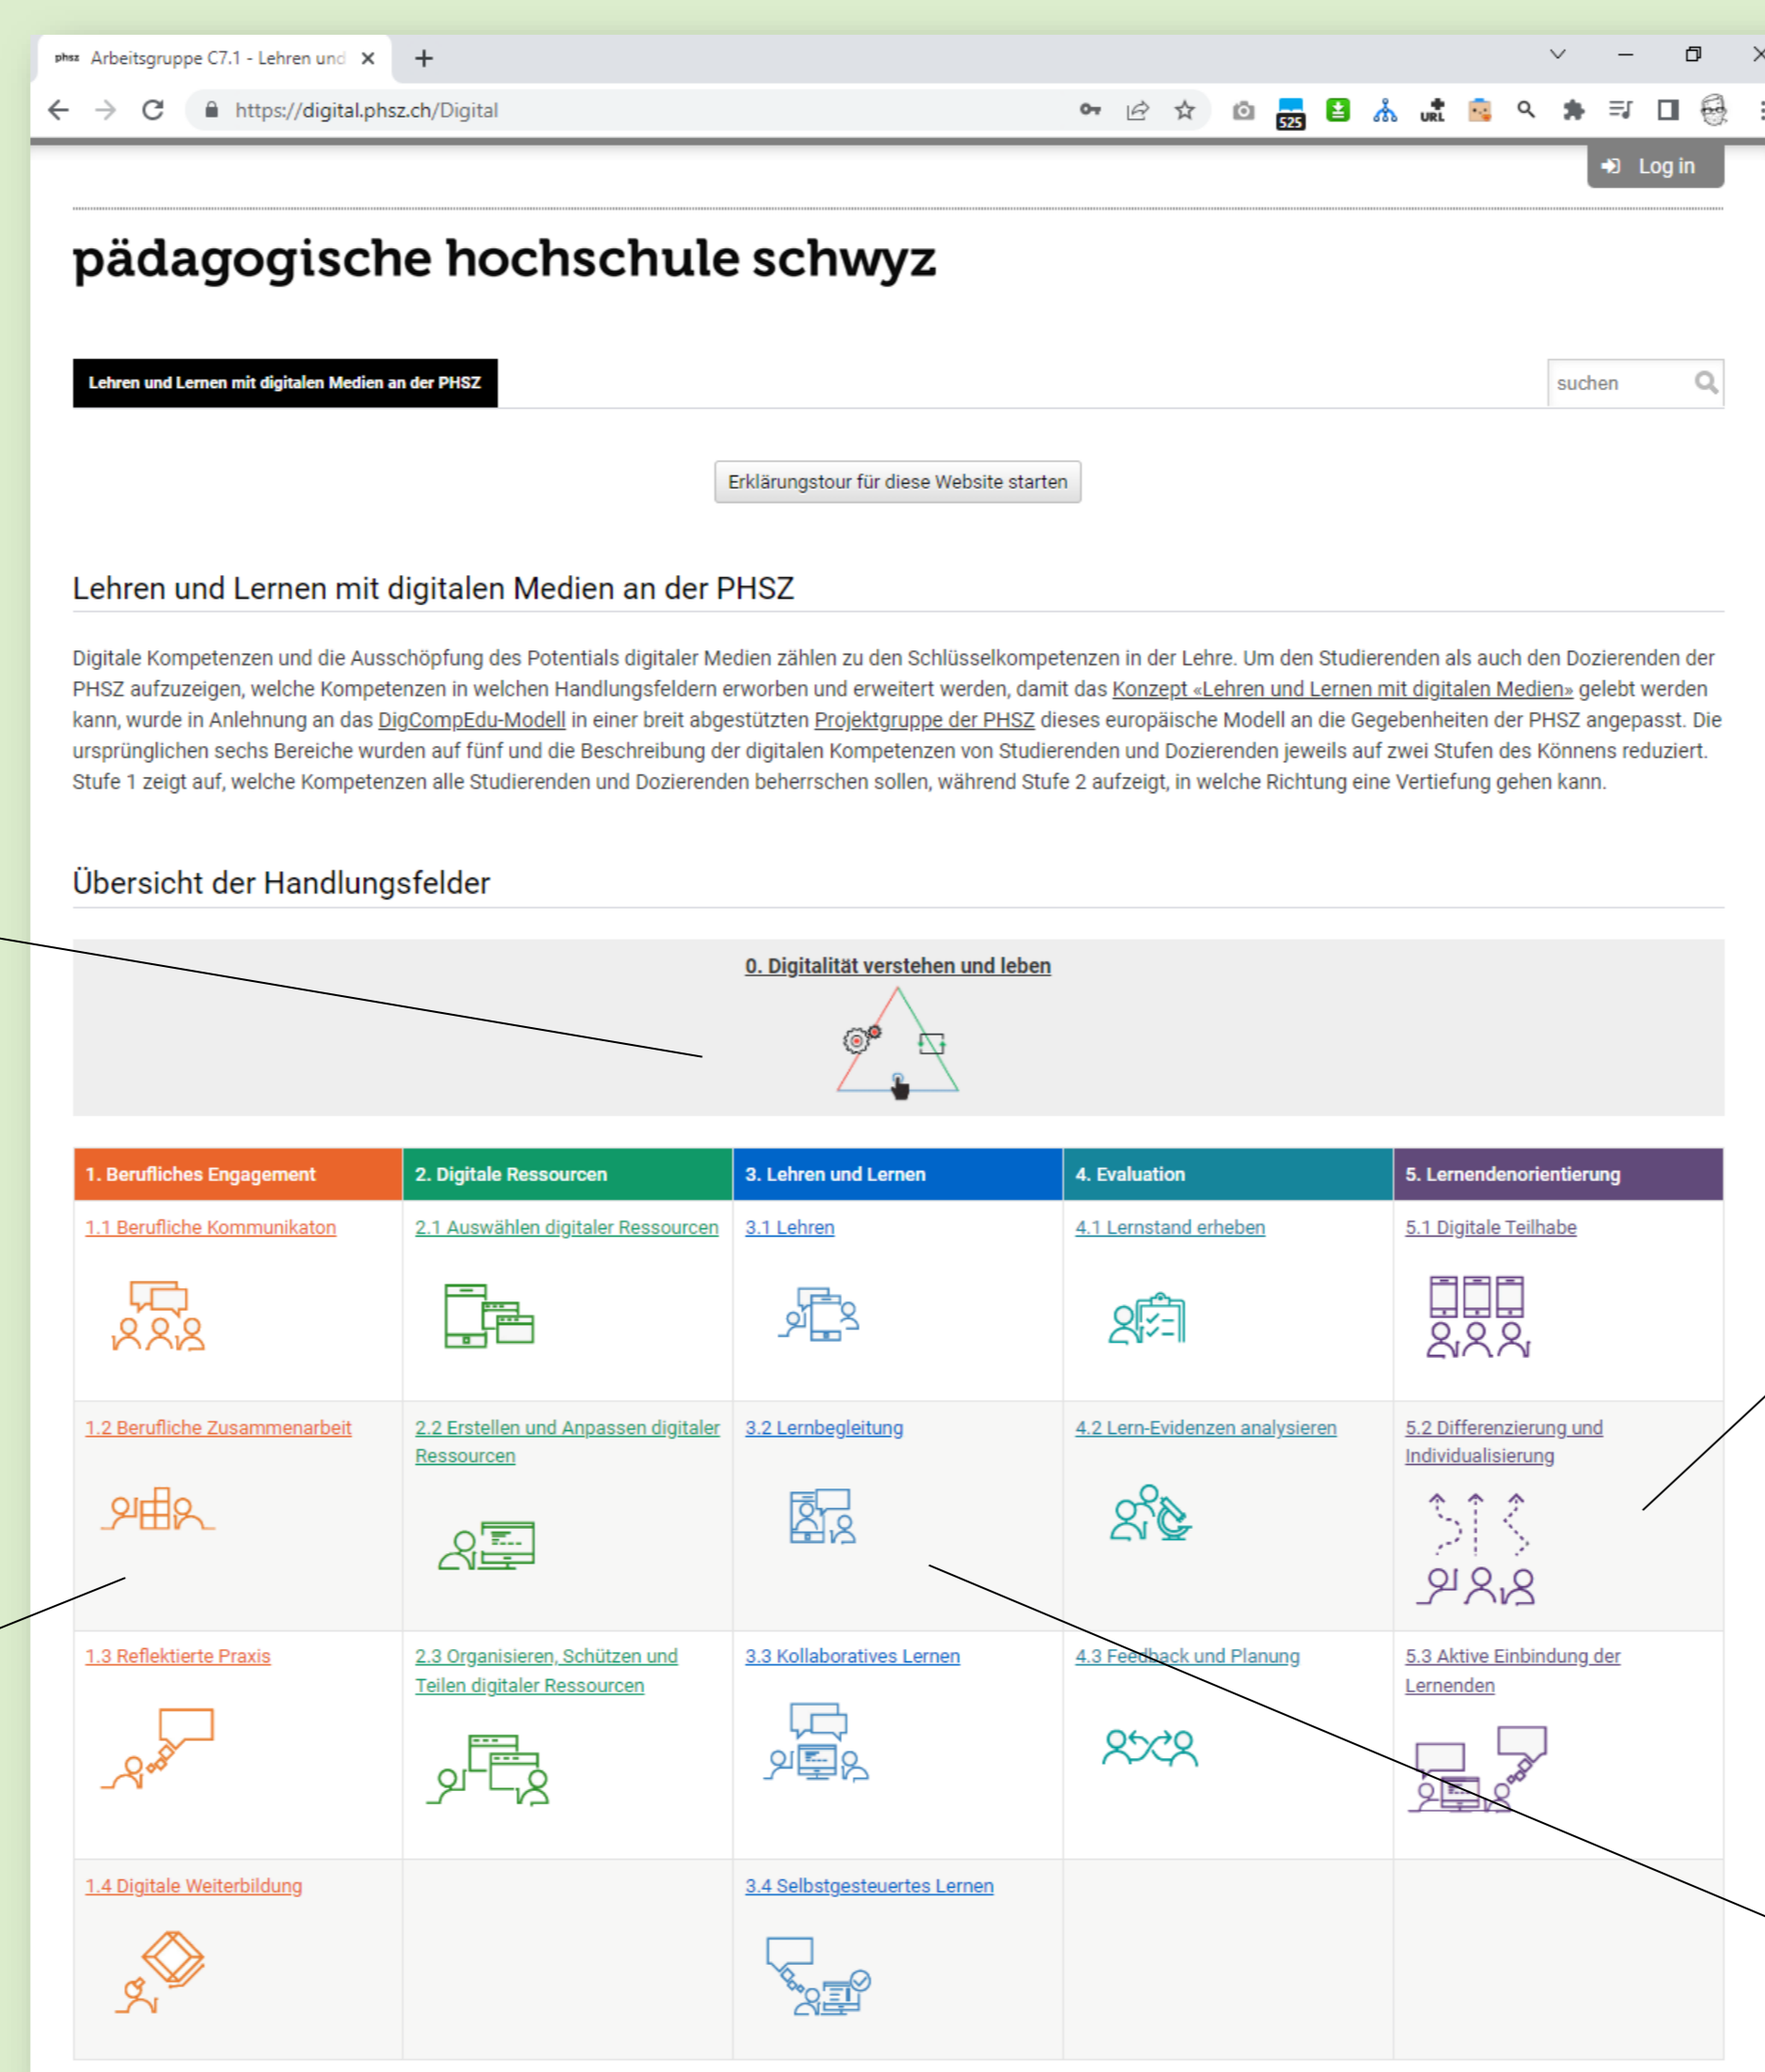 phsz Arbeitsgruppe C7.1 - Lehren und
https://digital.phsz.ch/Digital
525
URL
Log in
pädagogische hochschule schwyz
Lehren und Lernen mit digitalen Medien an der PHSZ
suchen
Erklärungstour für diese Website starten
Lehren und Lernen mit digitalen Medien an der PHSZ
Digitale Kompetenzen und die Ausschöpfung des Potentials digitaler Medien zählen zu den Schlüsselkompetenzen in der Lehre. Um den Studierenden als auch den Dozierenden der
PHSZ aufzuzeigen, welche Kompetenzen in welchen Handlungsfeldern erworben und erweitert werden, damit das Konzept «Lehren und Lernen mit digitalen Medien» gelebt werden
kann, wurde in Anlehnung an das DigCompEdu-Modell in einer breit abgestützten Projektgruppe der PHSZ dieses europäische Modell an die Gegebenheiten der PHSZ angepasst. Die
ursprünglichen sechs Bereiche wurden auf fünf und die Beschreibung der digitalen Kompetenzen von Studierenden und Dozierenden jeweils auf zwei Stufen des Könnens reduziert.
Stufe 1 zeigt auf, welche Kompetenzen alle Studierenden und Dozierenden beherrschen sollen, während Stufe 2 aufzeigt, in welche Richtung eine Vertiefung gehen kann.
Übersicht der Handlungsfelder
0. Digitalität verstehen und leben
1. Berufliches Engagement
2. Digitale Ressourcen
3. Lehren und Lernen
4. Evaluation
5. Lernendenorientierung
1.1 Berufliche Kommunikaton
2.1 Auswählen digitaler Ressourcen
3.1 Lehren
4.1 Lernstand erheben
5.1 Digitale Teilhabe
1.2 Berufliche Zusammenarbeit
2.2 Erstellen und Anpassen digitaler
Ressourcen
3.2 Lernbegleitung
4.2 Lern-Evidenzen analysieren
5.2 Differenzierung und
Individualisierung
1.3 Reflektierte Praxis
2.3 Organisieren, Schützen und
Teilen digitaler Ressourcen
3.3 Kollaboratives Lernen
4.3 Feedback und Planung
5.3 Aktive Einbindung der
Lernenden
1.4 Digitale Weiterbildung
3.4 Selbstgesteuertes Lernen